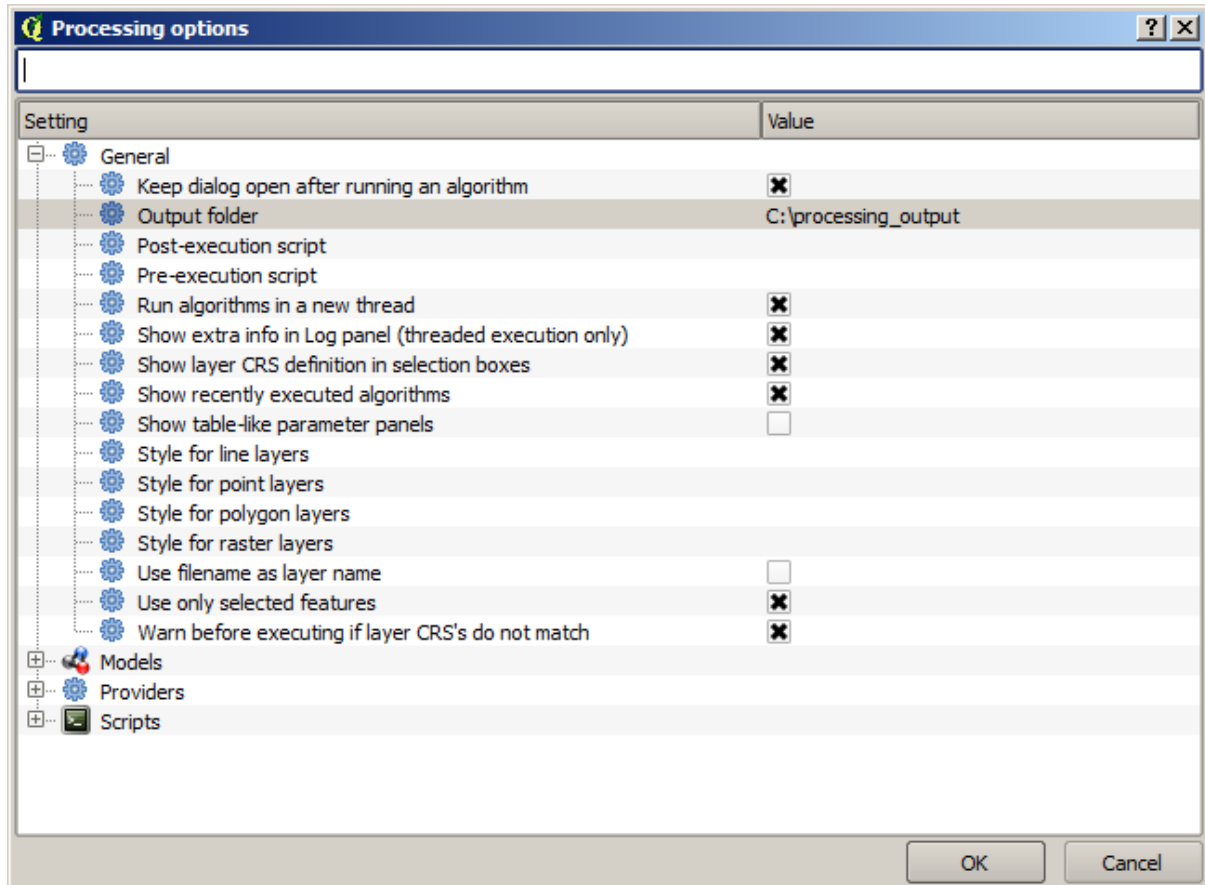 Processing options
Setting Value
General
Keep dialog open after running an algorithm
Output folder C:\processing_output
Post-execution script
Pre-execution script
Run algorithms in a new thread
Show extra info in Log panel (threaded execution only)
Show layer CRS definition in selection boxes
Show recently executed algorithms
Show table-like parameter panels
Style for line layers
Style for point layers
Style for polygon layers
Style for raster layers
Use filename as layer name
Use only selected features
Warn before executing if layer CRS's do not match
Models
Providers
Scripts
OK Cancel